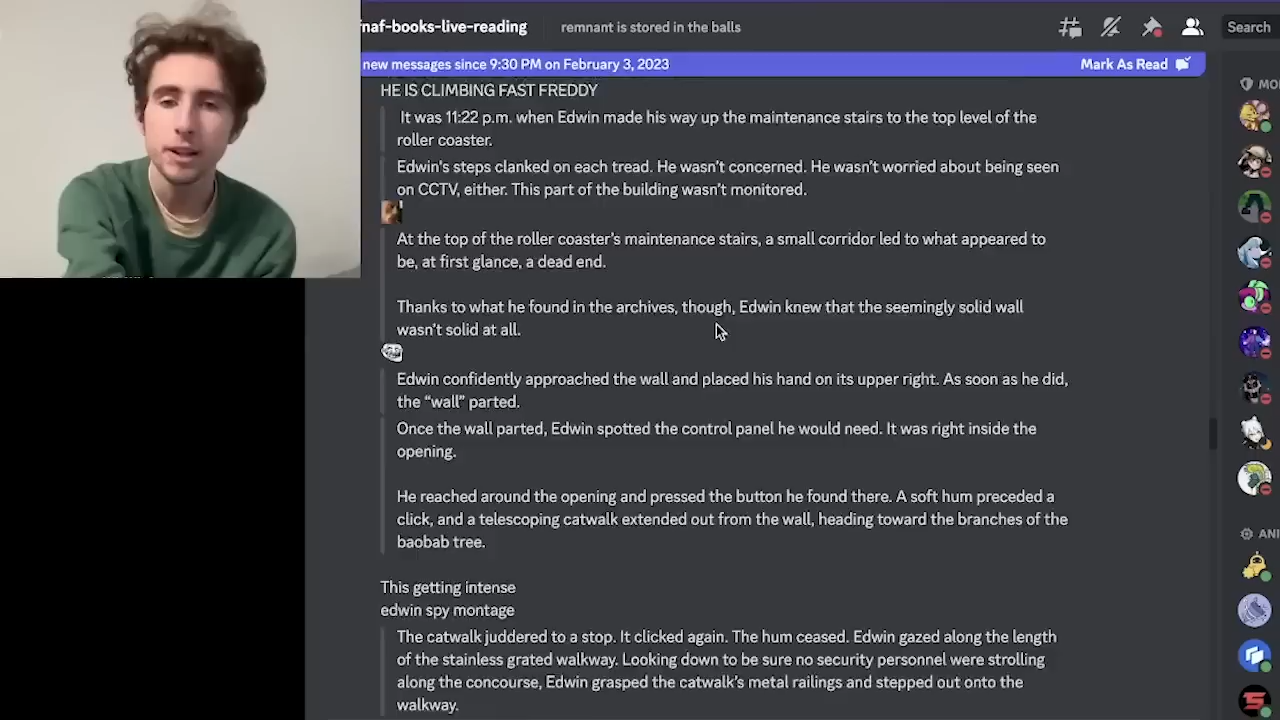 fnaf-books-live-reading
remnant is stored in the balls
Search
new messages since 9:30 PM on February 3, 2023
Mark As Read
HE IS CLIMBING FAST FREDDY
It was 11:22 p.m. when Edwin made his way up the maintenance stairs to the top level of the
roller coaster.
Edwin’s steps clanked on each tread. He wasn’t concerned. He wasn’t worried about being seen
on CCTV, either. This part of the building wasn’t monitored.
At the top of the roller coaster’s maintenance stairs, a small corridor led to what appeared to
be, at first glance, a dead end.
Thanks to what he found in the archives, though, Edwin knew that the seemingly solid wall
wasn’t solid at all.
Edwin confidently approached the wall and placed his hand on its upper right. As soon as he did,
the “wall” parted.
Once the wall parted, Edwin spotted the control panel he would need. It was right inside the
opening.
He reached around the opening and pressed the button he found there. A soft hum preceded a
click, and a telescoping catwalk extended out from the wall, heading toward the branches of the
baobab tree.
This getting intense
edwin spy montage
The catwalk juddered to a stop. It clicked again. The hum ceased. Edwin gazed along the length
of the stainless grated walkway. Looking down to be sure no security personnel were strolling
along the concourse, Edwin grasped the catwalk’s metal railings and stepped out onto the
walkway.
MO
ANI